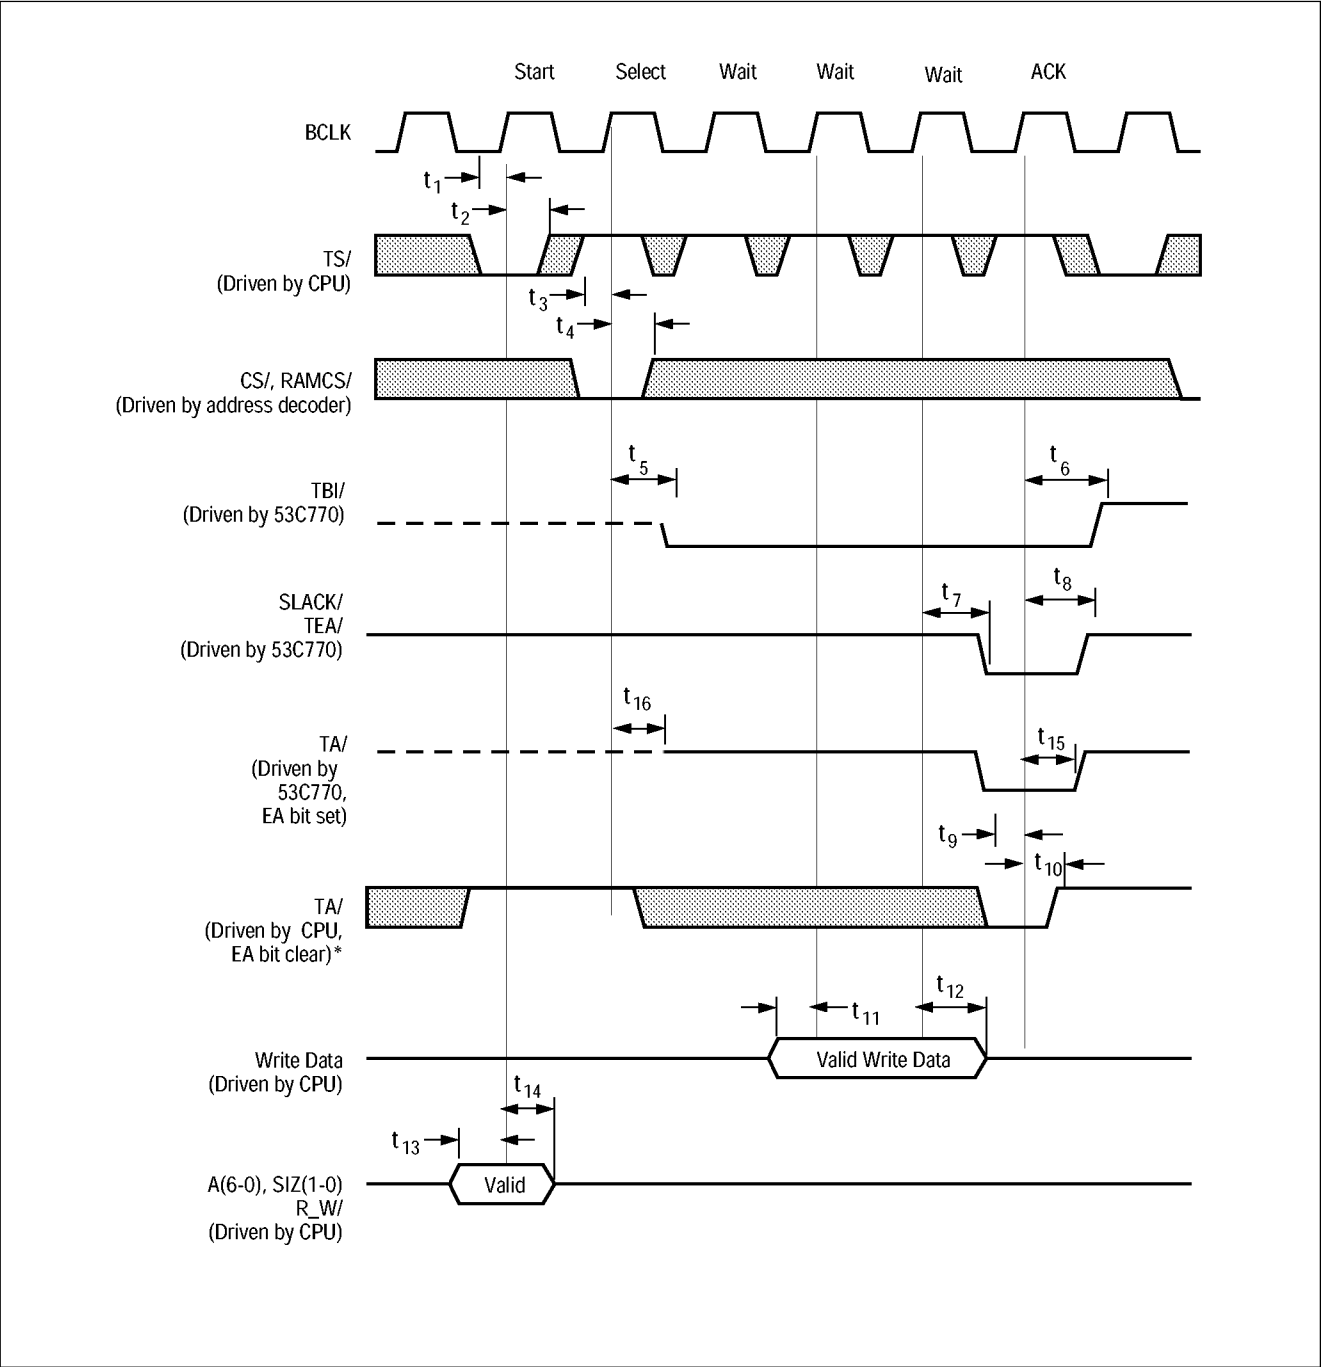 Start Select Wait Wait Wait ACK
BCLK
t1
t2
TS/
(Driven by CPU)
t3
t4
CS/, RAMCS/
(Driven by address decoder)
t5 t6
TBI/
(Driven by 53C770)
t7 t8
SLACK/
TEA/
(Driven by 53C770)
t16
t15
TA/
(Driven by
53C770,
EA bit set)
t9
t10
TA/
(Driven by CPU,
EA bit clear)*
t12
t11
Write Data Valid Write Data
(Driven by CPU)
t14
t13
A(6-0), SIZ(1-0) Valid
R_W/
(Driven by CPU)